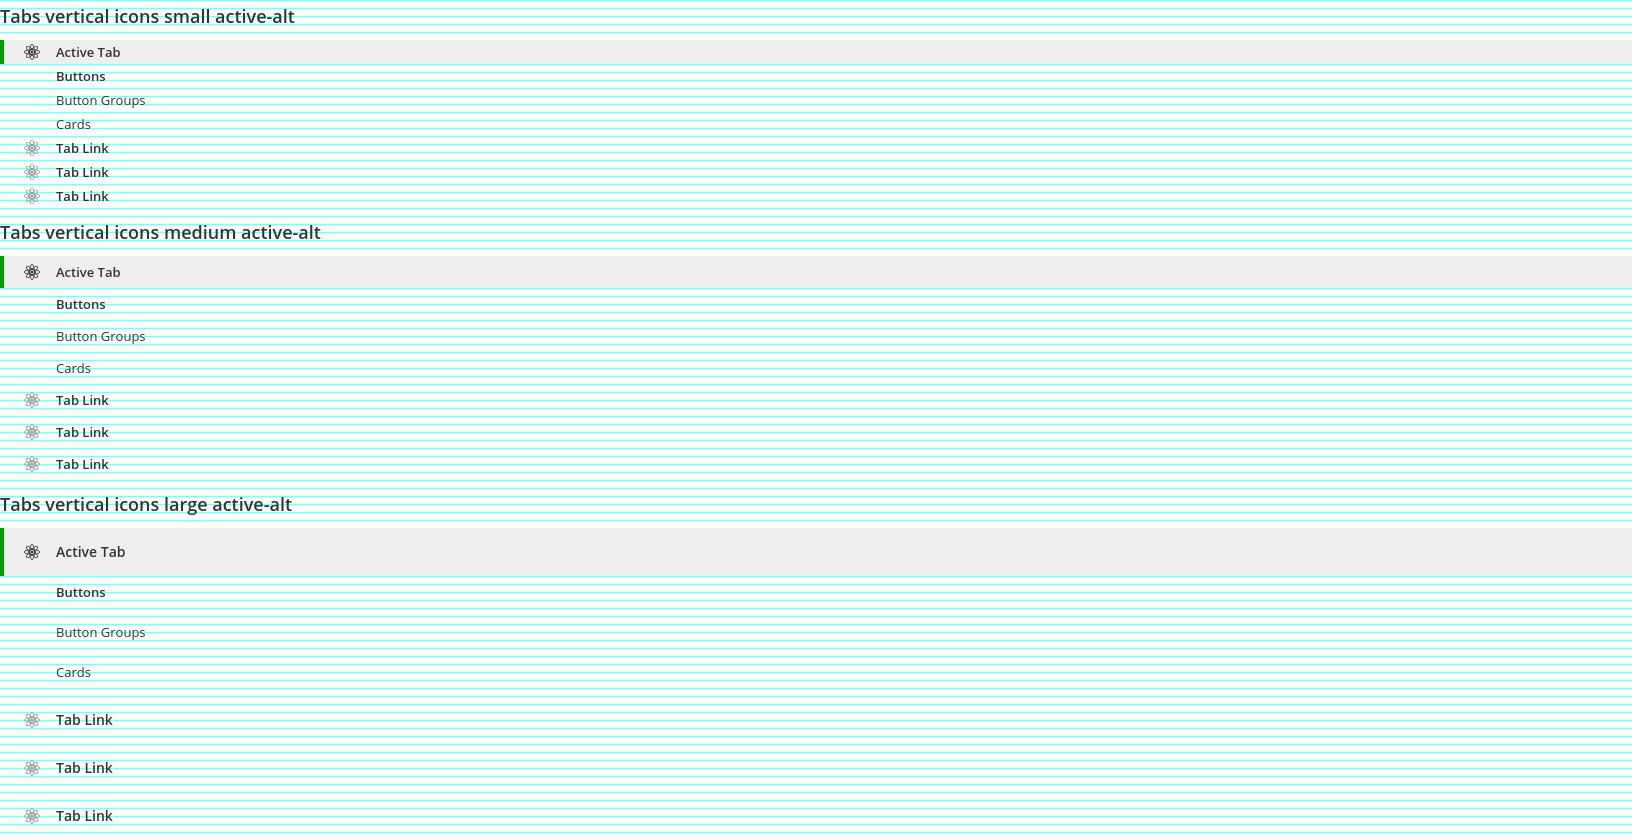 Tabs vertical icons small active-alt
Active Tab
Buttons
Button Groups
Cards
Tab Link
Tab Link
Tab Link
Tabs vertical icons medium active-alt
Active Tab
Buttons
Button Groups
Cards
Tab Link
Tab Link
Tab Link
Tabs vertical icons large active-alt
Active Tab
Buttons
Button Groups
Cards
Tab Link
Tab Link
Tab Link